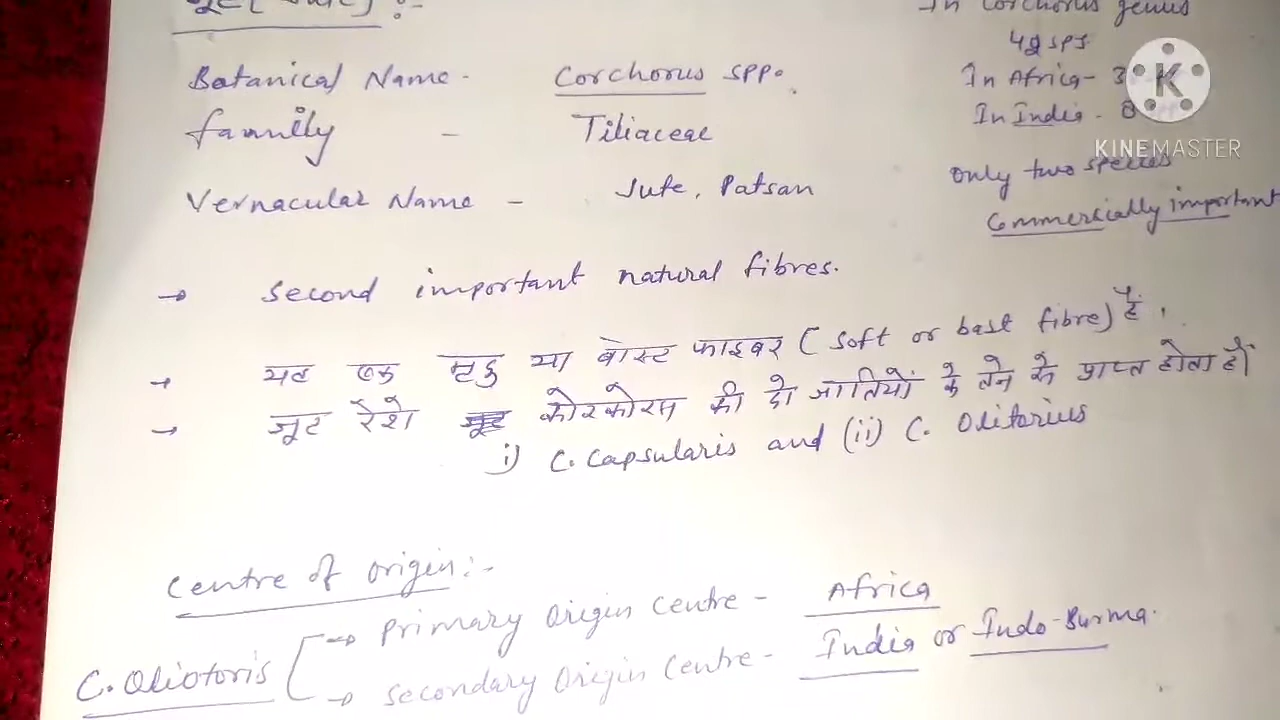 In Corchorus genus
Botanical Name - Corchorus spp.
In Africa -
family - Tiliaceae
In India - 8
KINEMASTER
Vernacular Name - Jute, Patsan
Only two species
Commercially important
→ Second important natural fibres.
→ यह एक मृदु या बास्ट फाइबर ( Soft or bast fibre) है।
→ जूट रेशे कोरकोरस की दो जातियों के तने से प्राप्त होता है।
i) C. Capsularis and (ii) C. Olitorius
Centre of origin:-
C. Oliotoris
→ Primary Origin Centre - Africa
→ Secondary Origin Centre - India or Indo-Burma.